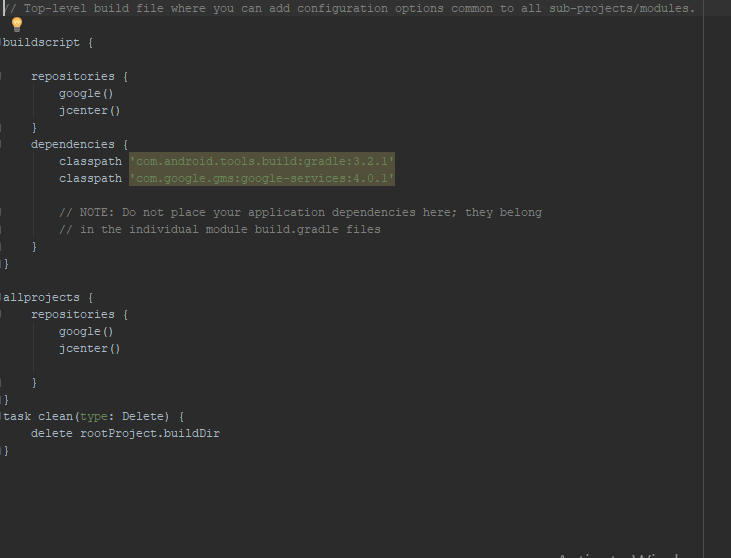 // Top-level build file where you can add configuration options common to all sub-projects/modules.
buildscript {
repositories {
google()
jcenter()
}
dependencies {
classpath 'com.android.tools.build:gradle:3.2.1'
classpath 'com.google.gms:google-services:4.0.1'
// NOTE: Do not place your application dependencies here; they belong
// in the individual module build.gradle files
}
}
allprojects {
repositories {
google()
jcenter()
}
}
task clean(type: Delete) {
delete rootProject.buildDir
}